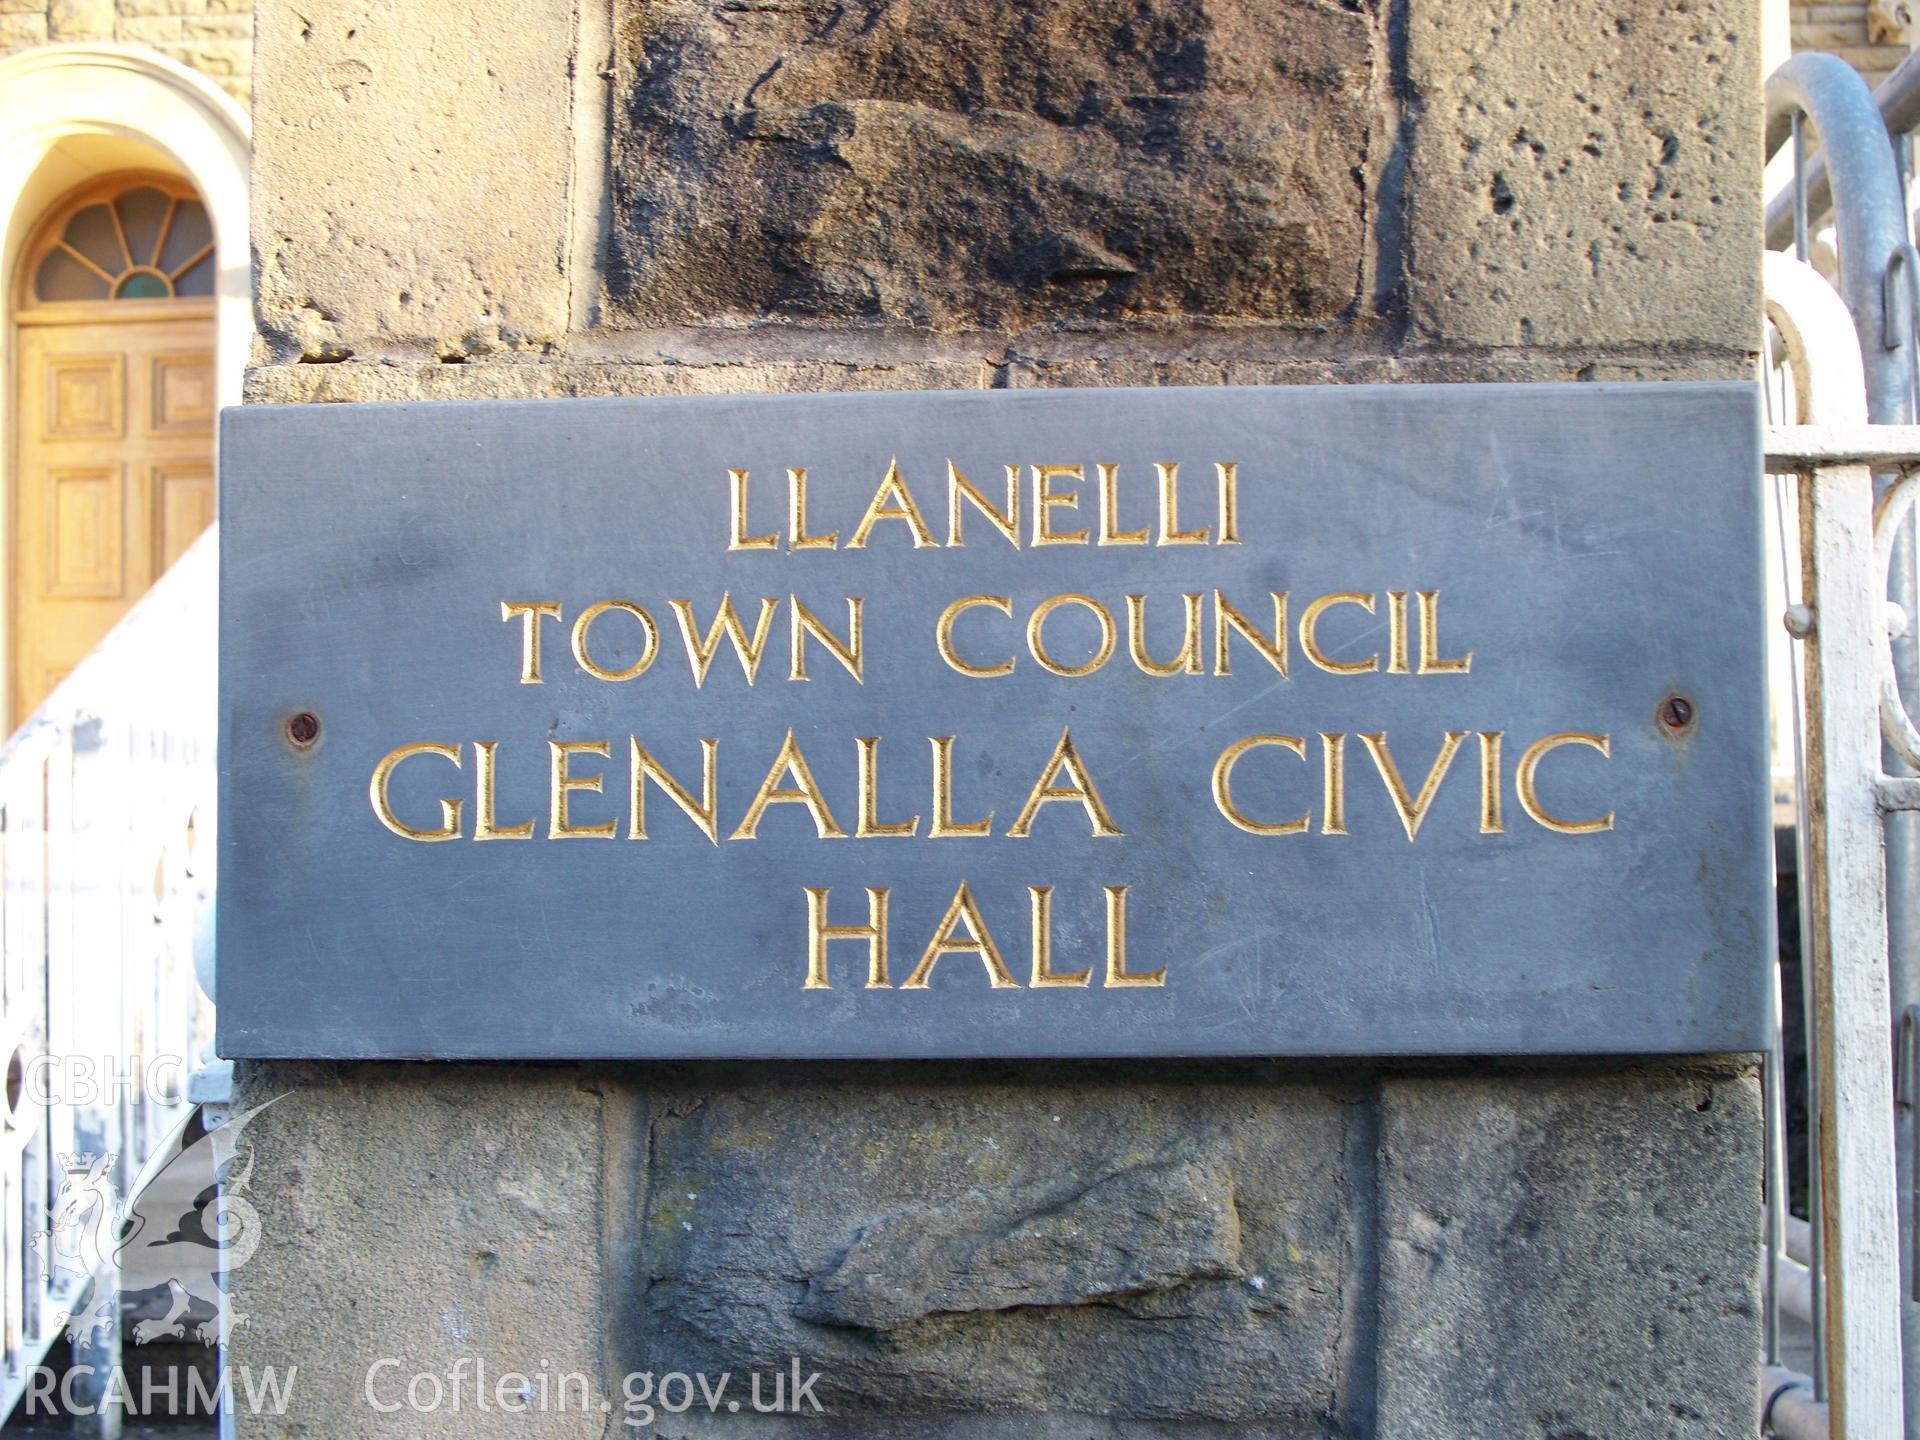 LLANELLI
TOWN COUNCIL
GLENALLA CIVIC
HALL
CBHC
RCAHMW
Coflein.gov.uk